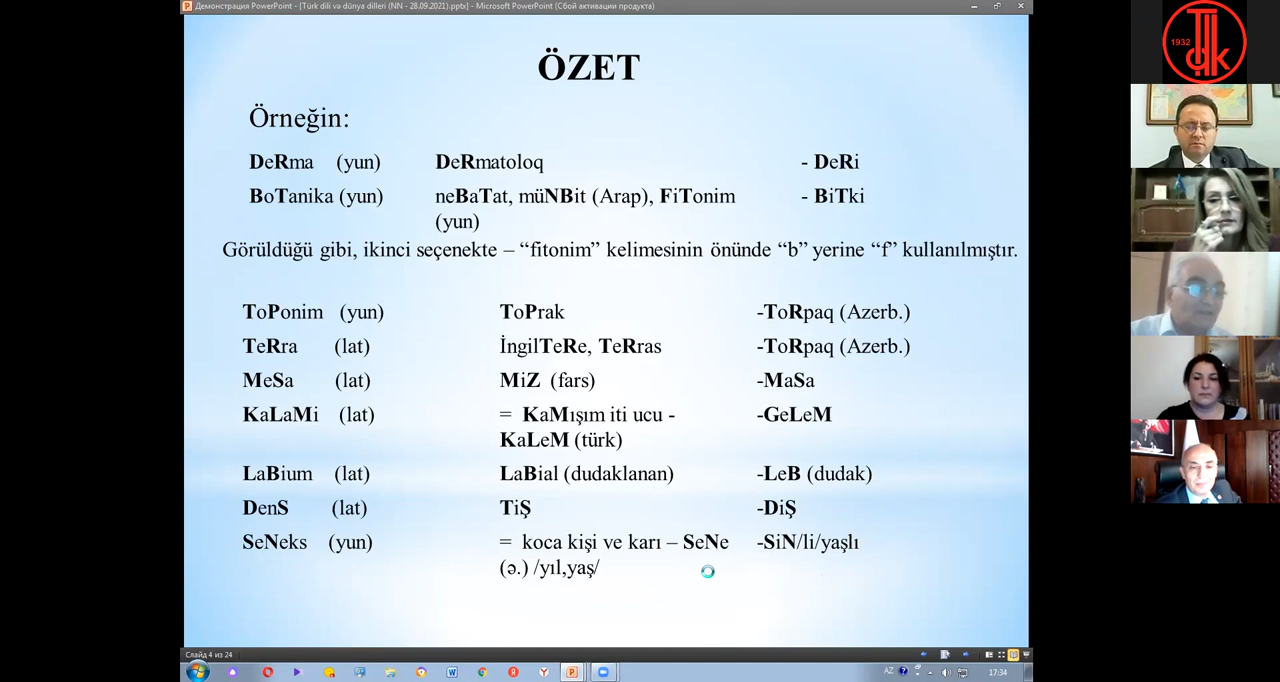 Демонстрация PowerPoint - [Türk dili və dünya dilleri (NN - 28.09.2021).pptx] - Microsoft PowerPoint (Сбой активации продукта)
1932
ÖZET
Örneğin:
DeRma (yun) DeRmatoloq - DeRi
BoTanika (yun) neBaTat, müNBit (Arap), FiTonim - BiTki
(yun)
Görüldüğü gibi, ikinci seçenekte – “fitonim” kelimesinin önünde “b” yerine “f” kullanılmıştır.
ToPonim (yun) ToPrak -ToRpaq (Azerb.)
TeRra (lat) İngilTeRe, TeRras -ToRpaq (Azerb.)
MeSa (lat) MiZ (fars) -MaSa
KaLaMi (lat) = KaMışım iti ucu - -GeLeM
KaLeM (türk)
LaBium (lat) LaBial (dudaklanan) -LeB (dudak)
DenS (lat) TiŞ -DiŞ
SeNeks (yun) = koca kişi ve karı – SeNe -SiN/li/yaşlı
(ə.) /yıl,yaş/
Слайд 4 из 24
AZ 17:34